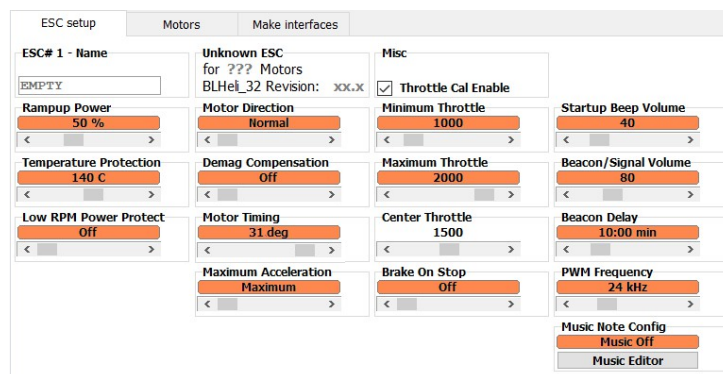 ESC setup
Motors
Make interfaces
ESC# 1 - Name
EMPTY
Unknown ESC
for ??? Motors
BLHeli_32 Revision: xx.x
Misc
Throttle Cal Enable
Rampup Power
50 %
Motor Direction
Normal
Minimum Throttle
1000
Startup Beep Volume
40
Temperature Protection
140 C
Demag Compensation
Off
Maximum Throttle
2000
Beacon/Signal Volume
80
Low RPM Power Protect
Off
Motor Timing
31 deg
Center Throttle
1500
Beacon Delay
10:00 min
Maximum Acceleration
Maximum
Brake On Stop
Off
PWM Frequency
24 kHz
Music Note Config
Music Off
Music Editor